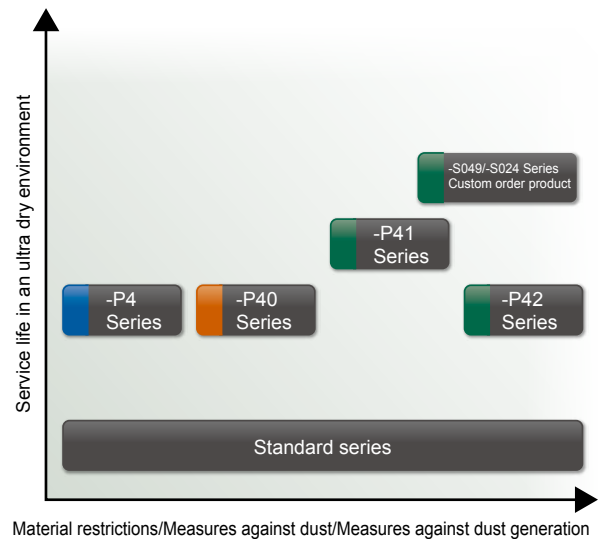 Service life in an ultra dry environment
-S049/-S024 Series
Custom order product
-P41
Series
-P4
Series
-P40
Series
-P42
Series
Standard series
Material restrictions/Measures against dust/Measures against dust generation